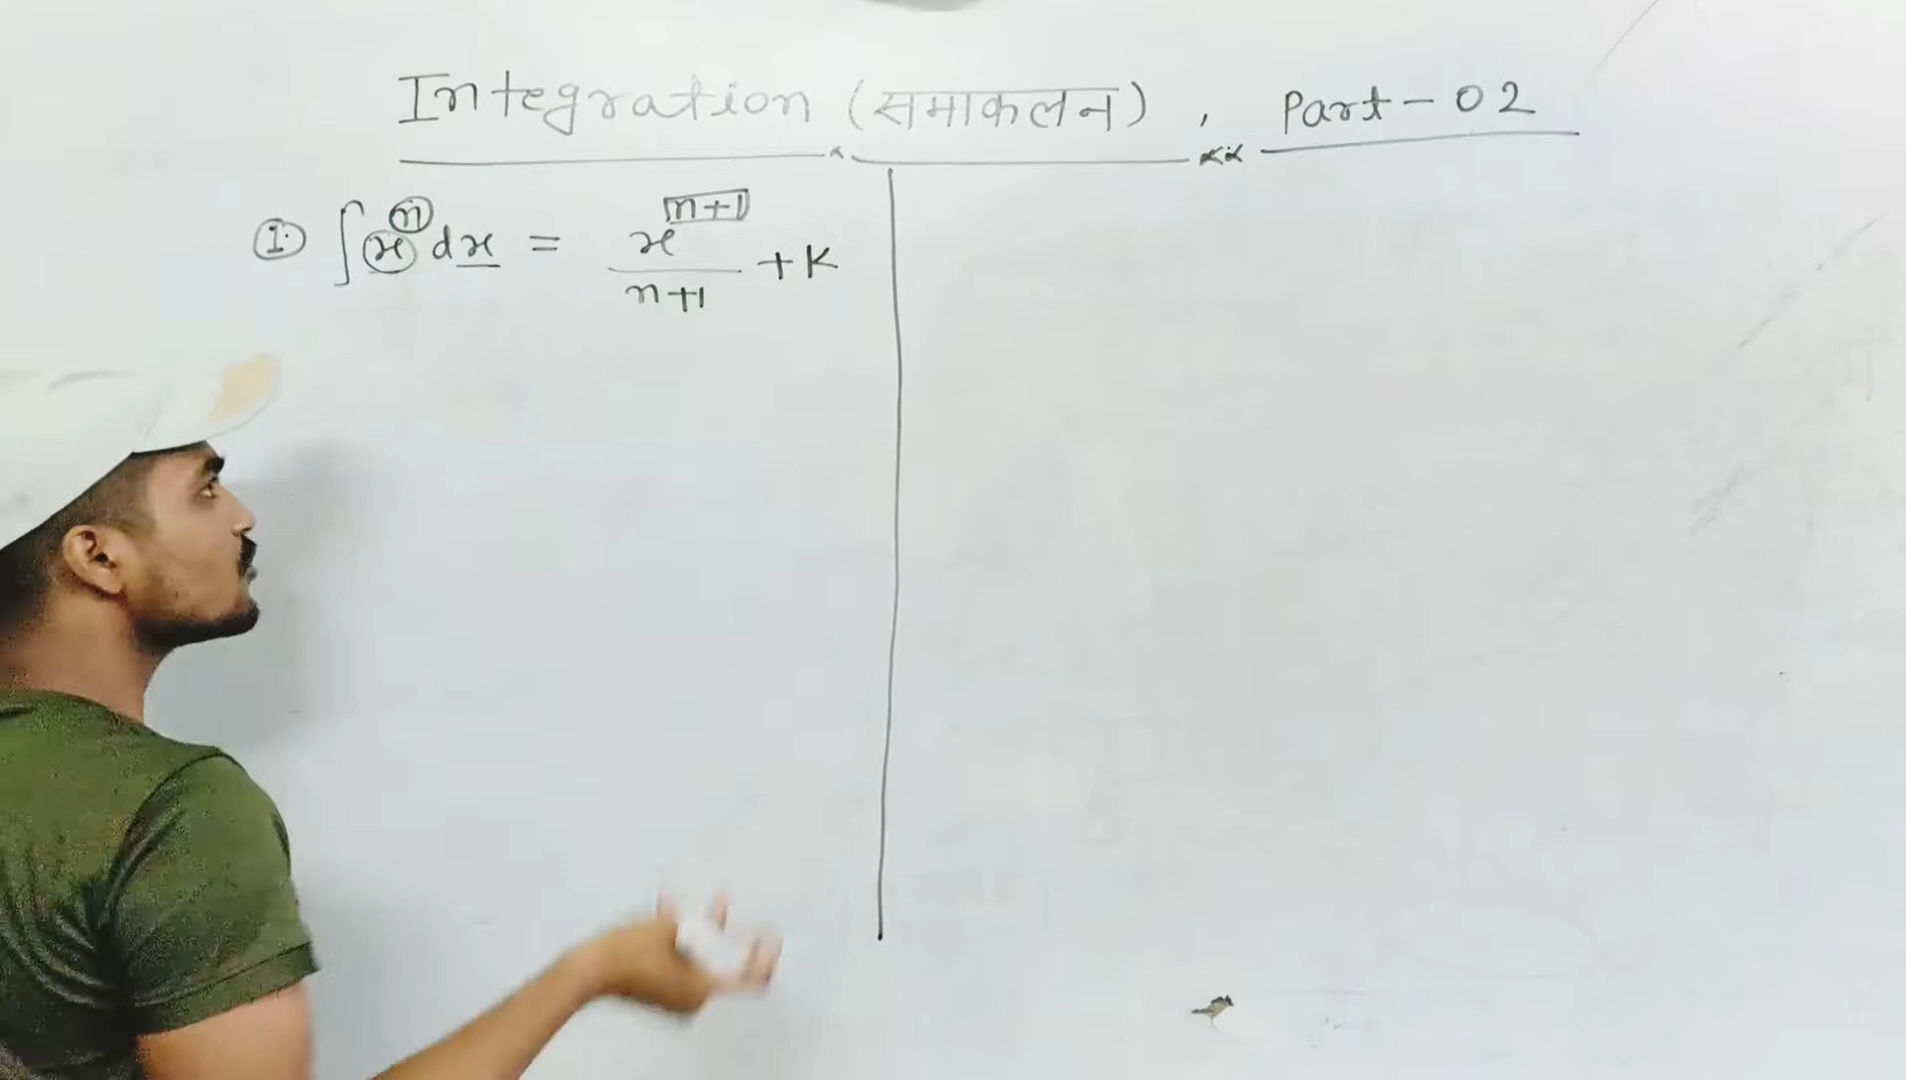 Integration (समाकलन), Part-02
① ∫xⁿ dx = xⁿ⁺¹/n+1 + K